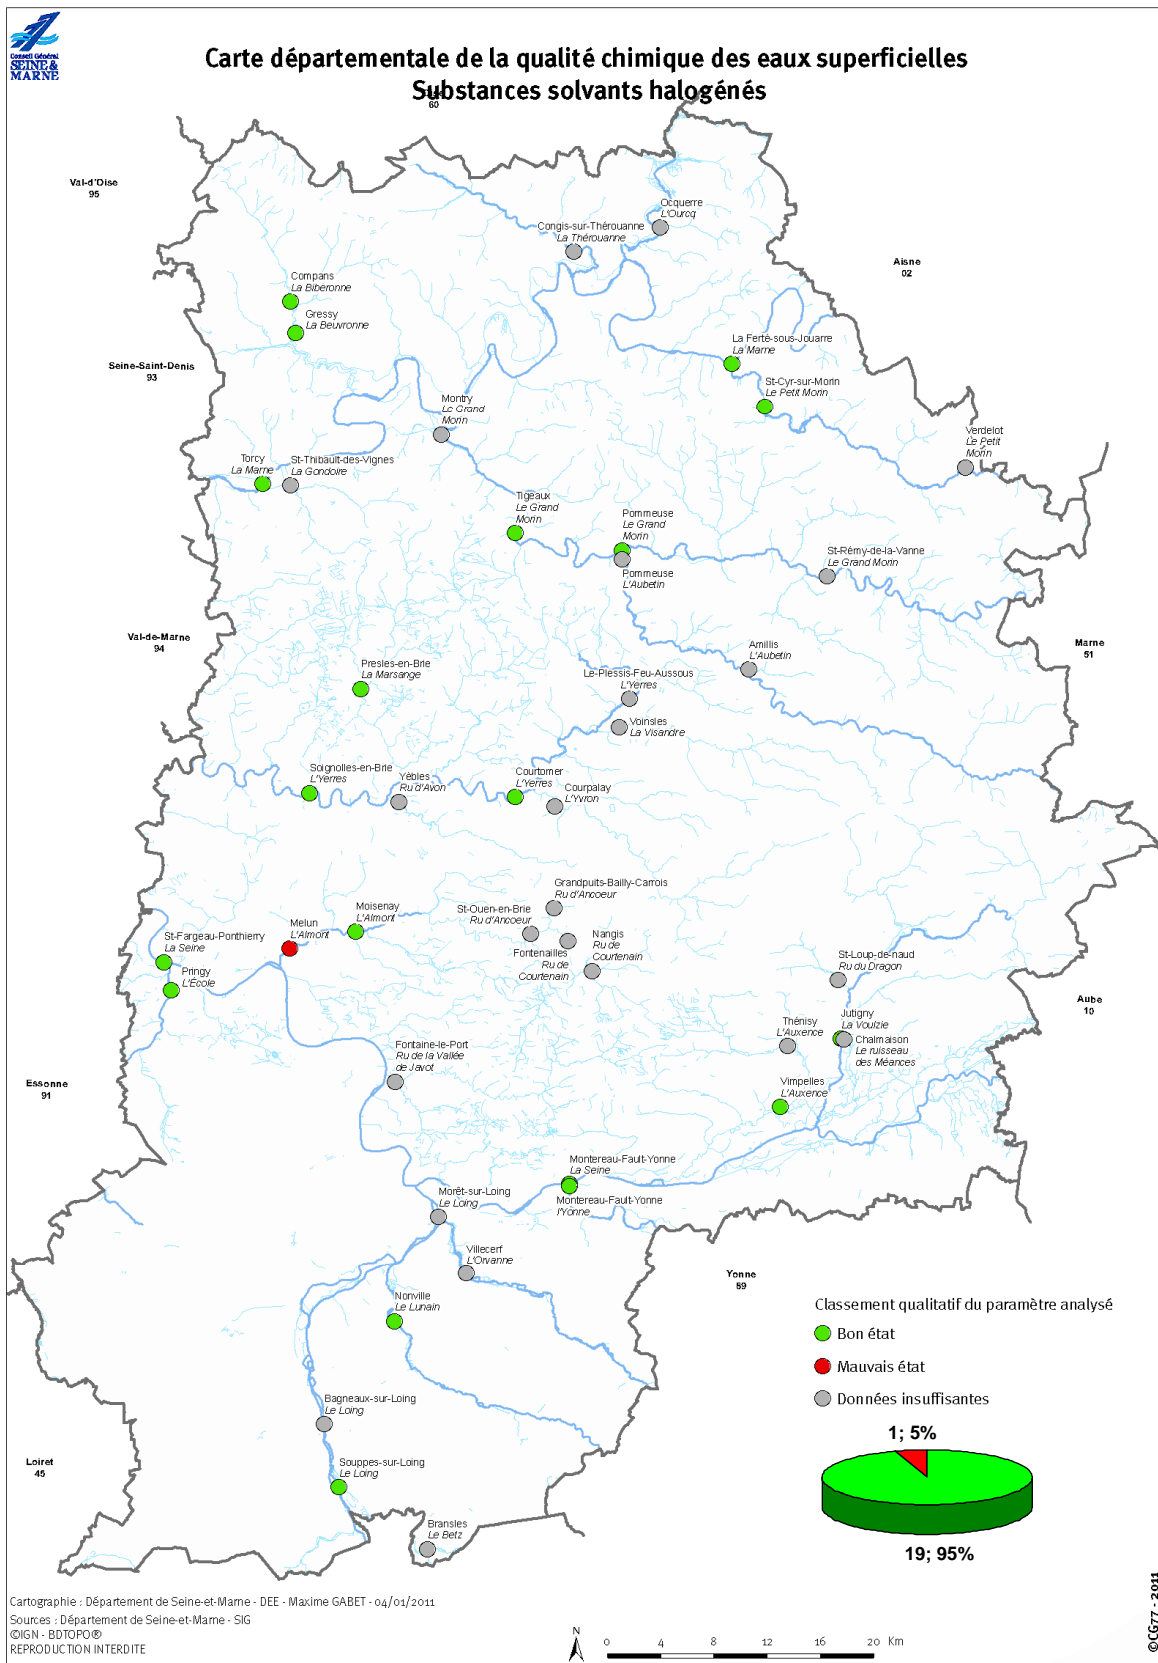 Conseil Général
SEINE &
MARNE
Carte départementale de la qualité chimique des eaux superficielles
Substances solvants halogénés
60
Val-d'Oise
95
Ocquerre
L'Ourcq
Congis-sur-Thérouanne
La Thérouanne
Aisne
02
Compans
La Biberonne
Gressy
La Beuvronne
La Ferté-sous-Jouarre
La Marne
Seine-Saint-Denis
93
St-Cyr-sur-Morin
Le Petit Morin
Montry
Le Grand
Morin
Verdelot
Le Petit
Morin
Torcy
La Marne
St-Thibault-des-Vignes
La Gondoire
Tigeaux
Le Grand
Morin
Pommeuse
Le Grand
Morin
St-Rémy-de-la-Vanne
Le Grand Morin
Pommeuse
L'Aubetin
Val-de-Marne
94
Marne
51
Amillis
L'Aubetin
Presles-en-Brie
La Marsange
Le-Plessis-Feu-Aussous
L'Yerres
Voinsles
La Visandre
Soignolles-en-Brie
L'Yerres
Yèbles
Ru d'Avon
Courtomer
L'Yerres
Courpalay
L'Yvron
Grandpuits-Bailly-Carrois
Ru d'Ancoeur
Moisenay
L'Almont
St-Ouen-en-Brie
Ru d'Ancoeur
Melun
L'Almont
St-Fargeau-Ponthierry
La Seine
Nangis
Ru de
Courtenain
Fontenailles
Ru de
Courtenain
St-Loup-de-naud
Ru du Dragon
Pringy
L'École
Aube
10
Jutigny
La Voulzie
Thénisy
L'Auxence
Chalmaison
Le ruisseau
des Méances
Fontaine-le-Port
Ru de la Vallée
de Javot
Essonne
91
Vimpelles
L'Auxence
Montereau-Fault-Yonne
La Seine
Montereau-Fault-Yonne
l'Yonne
Morêt-sur-Loing
Le Loing
Villecerf
L'Orvanne
Yonne
89
Nonville
Le Lunain
Classement qualitatif du paramètre analysé
Bon état
Mauvais état
Données insuffisantes
Bagneaux-sur-Loing
Le Loing
1; 5%
Loiret
45
Souppes-sur-Loing
Le Loing
Bransles
Le Betz
19; 95%
Cartographie : Département de Seine-et-Marne - DEE - Maxime GABET - 04/01/2011
Sources : Département de Seine-et-Marne - SIG
©IGN - BDTOPO®
REPRODUCTION INTERDITE
N
0 4 8 12 16 20 Km
©CG77 - 2011